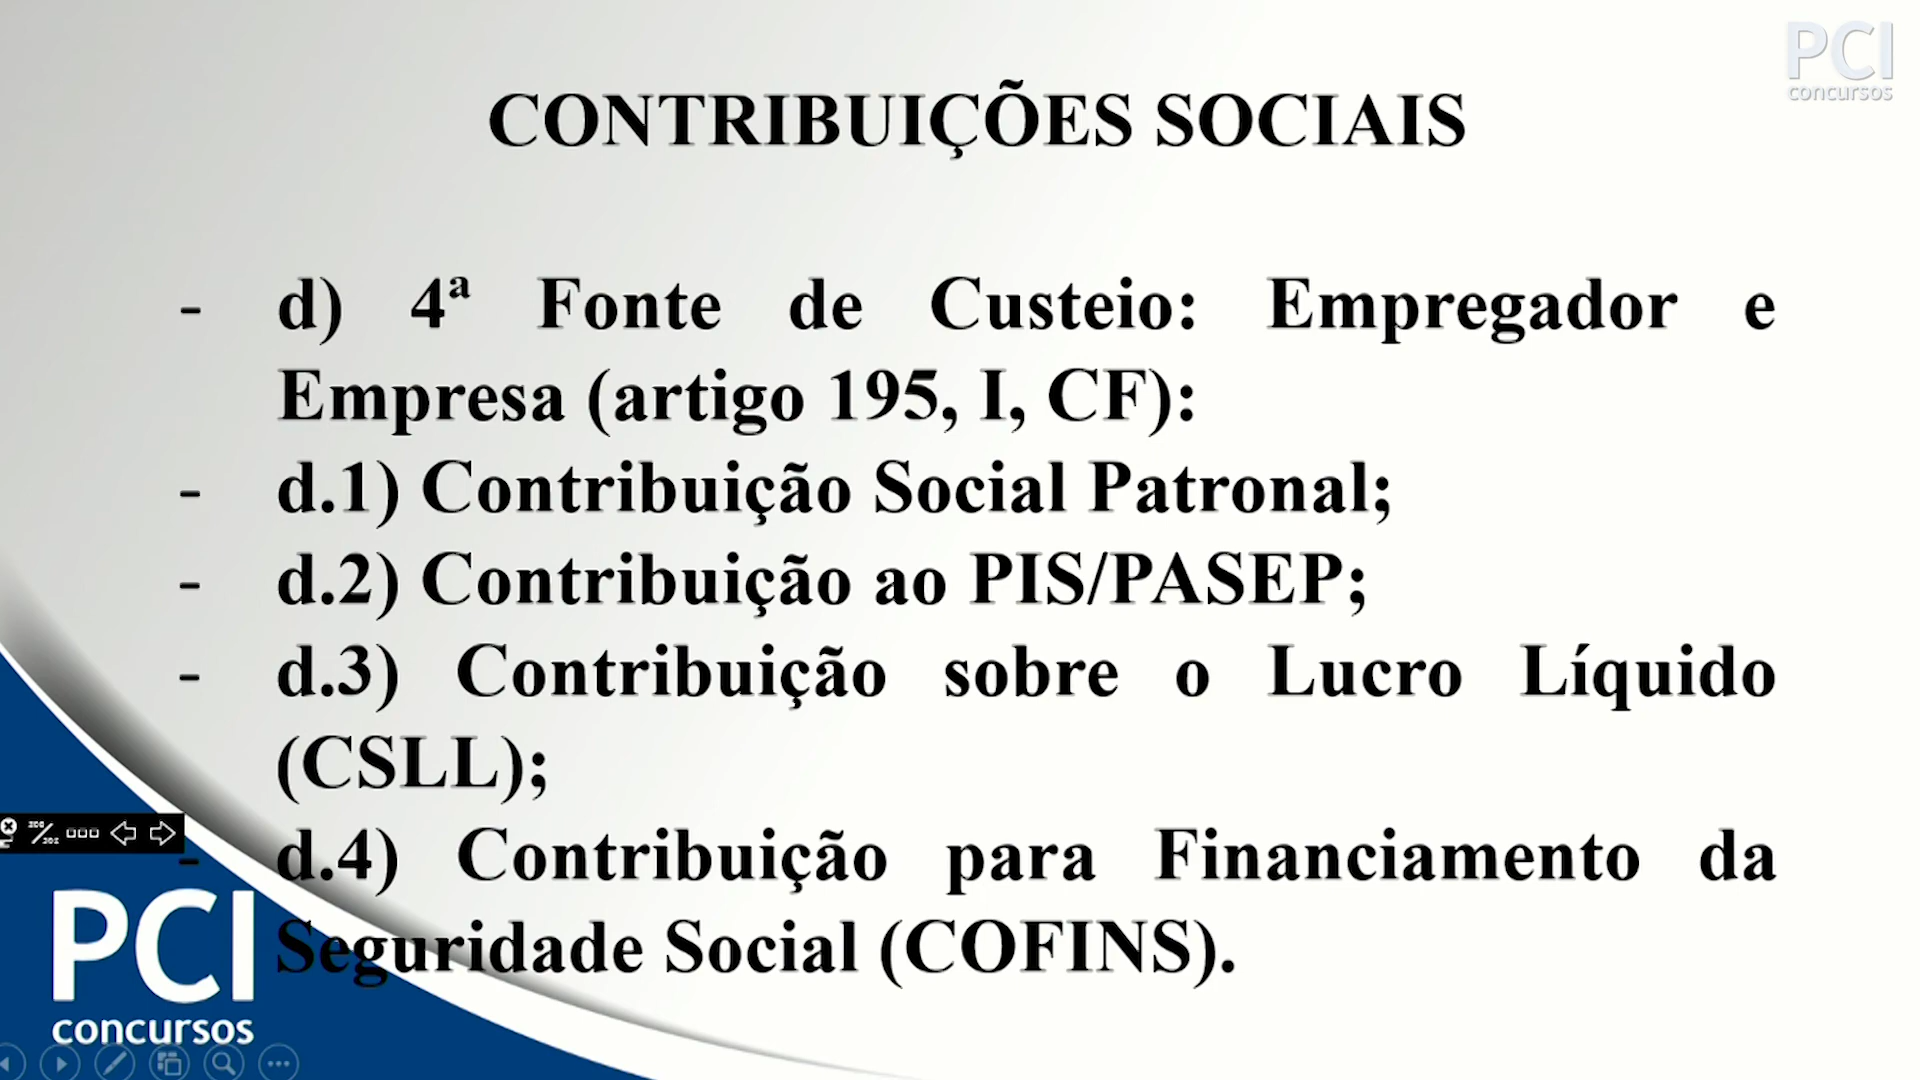 PCI
concursos
CONTRIBUIÇÕES SOCIAIS
- d) 4ª Fonte de Custeio: Empregador e
Empresa (artigo 195, I, CF):
- d.1) Contribuição Social Patronal;
- d.2) Contribuição ao PIS/PASEP;
- d.3) Contribuição sobre o Lucro Líquido
(CSLL);
- d.4) Contribuição para Financiamento da
Seguridade Social (COFINS).
PCI
concursos